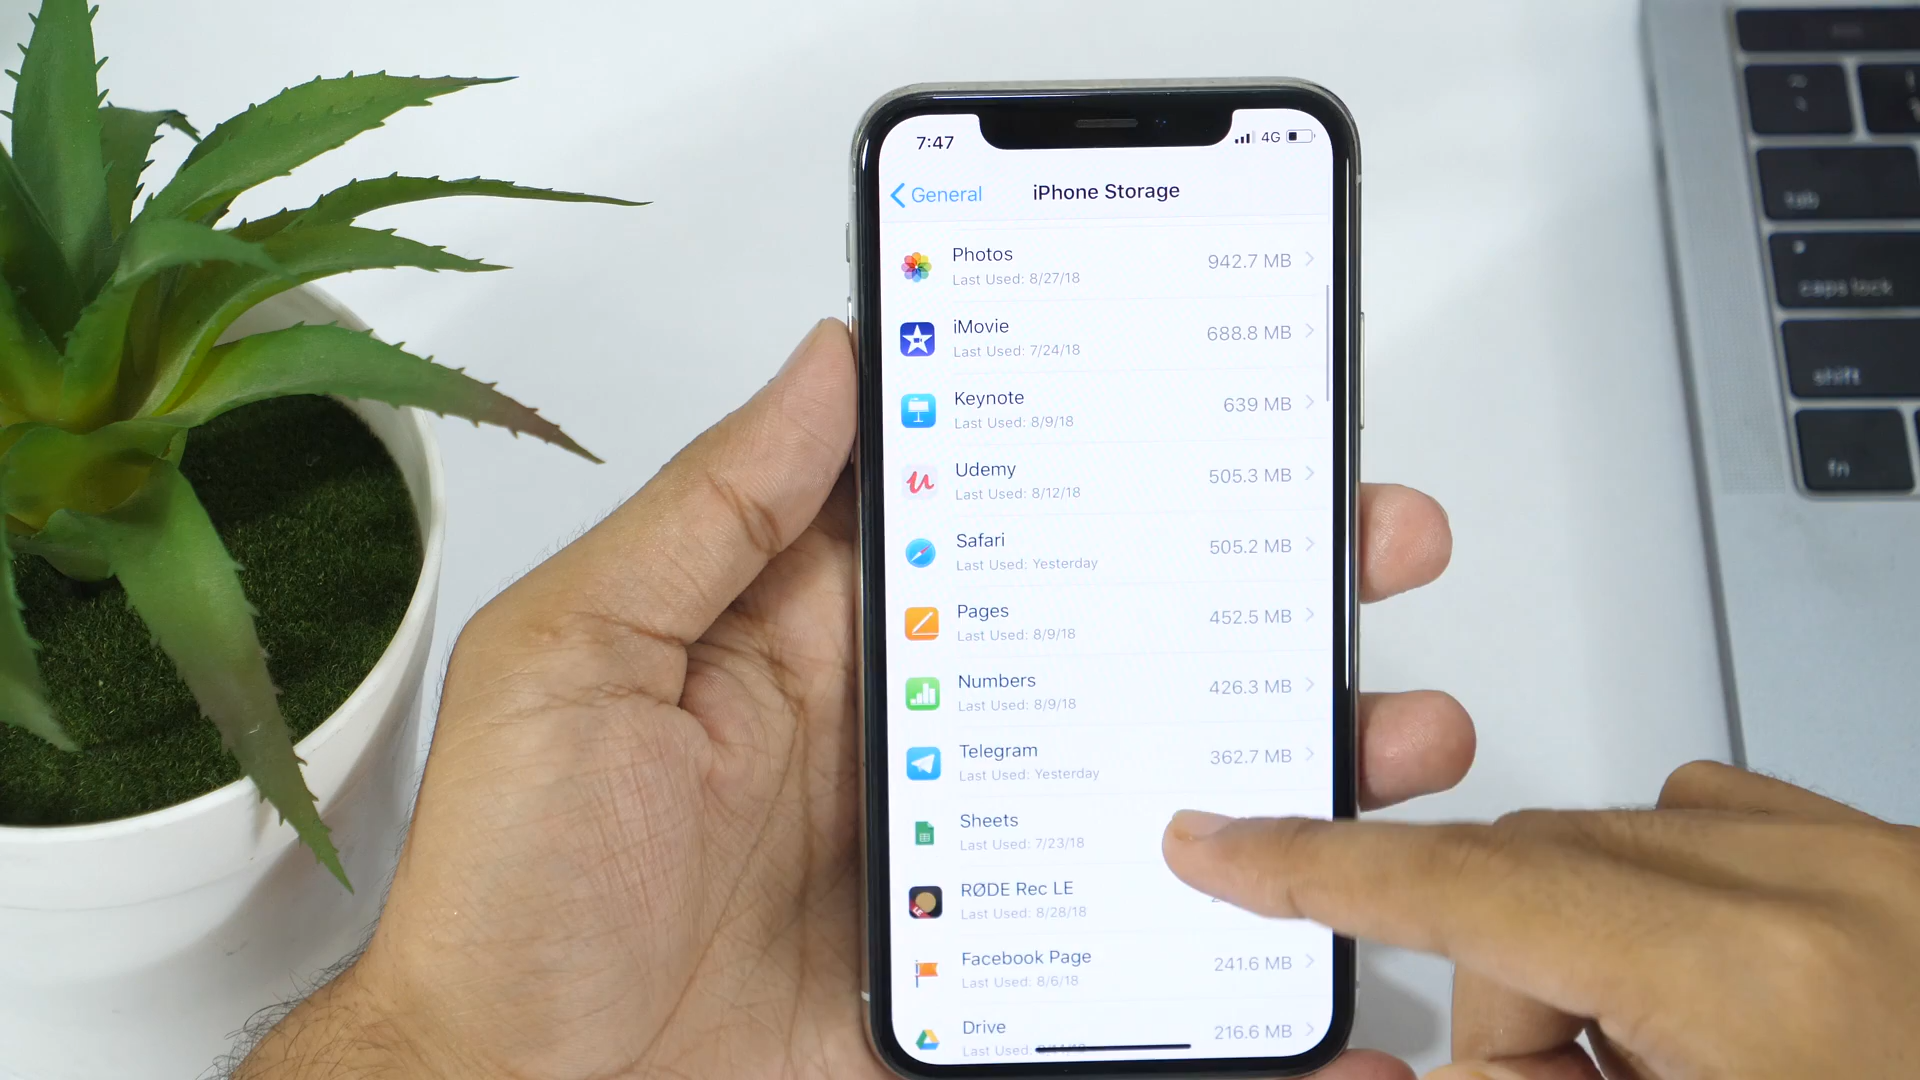 7:47
4G
General
iPhone Storage
Photos
942.7 MB
Last Used: 8/27/18
iMovie
688.8 MB
Last Used: 7/24/18
Keynote
639 MB
Last Used: 8/9/18
Udemy
505.3 MB
Last Used: 8/12/18
Safari
505.2 MB
Last Used: Yesterday
Pages
452.5 MB
Last Used: 8/9/18
Numbers
426.3 MB
Last Used: 8/9/18
Telegram
362.7 MB
Last Used: Yesterday
Sheets
Last Used: 7/23/18
RØDE Rec LE
Last Used: 8/28/18
Facebook Page
241.6 MB
Last Used: 8/6/18
Drive
216.6 MB
Last Used:
tab
caps lock
shift
fn